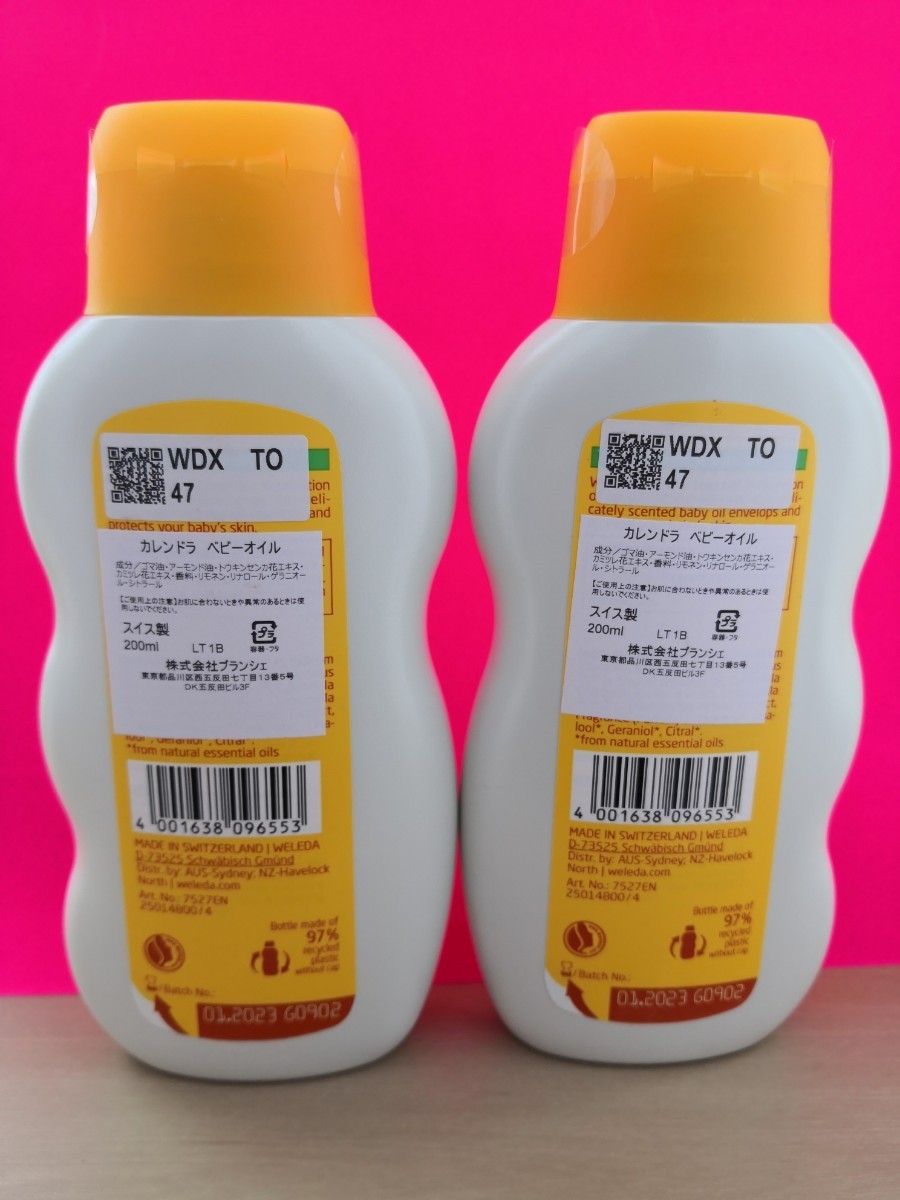 WDX TO
47
tion
eli-
and
protects your baby's skin.
カレンドラ ベビーオイル
成分/ゴマ油・アーモンド油・トウキンセンカ花エキス・
カミツレ花エキス・香料・リモネン・リナロール・ゲラニオー
ル・シトラール
【ご使用上の注意】お肌に合わないときや異常のあるときは使
用しないでください。
スイス製
200ml LT1B
プラ
容器・フタ
株式会社ブランシェ
東京都品川区西五反田七丁目13番5号
DK五反田ビル3F
lool*, Geraniol*, Citral*.
*from natural essential oils
4 001638 096553
MADE IN SWITZERLAND | WELEDA
D-73525 Schwäbisch Gmünd
Distr. by: AUS-Sydney; NZ-Havelock
North | weleda.com
Art.-No.: 7527EN
25014800/4
Bottle made of
97%
recycled
plastic
without cap
/Batch No.:
01.2023 G0902
WDX TO
47
on
li-
cately scented baby oil envelops and
カレンドラ ベビーオイル
成分/ゴマ油・アーモンド油・トウキンセンカ花エキス・
カミツレ花エキス・香料・リモネン・リナロール・ゲラニオー
ル・シトラール
【ご使用上の注意】お肌に合わないときや異常のあるときは使
用しないでください。
スイス製
200ml LT1B
プラ
容器・フタ
株式会社ブランシェ
東京都品川区西五反田七丁目13番5号
DK五反田ビル3F
lool*, Geraniol*, Citral*.
*from natural essential oils
4 001638 096553
MADE IN SWITZERLAND | WELEDA
D-73525 Schwäbisch Gmünd
Distr. by: AUS-Sydney; NZ-Havelock
North | weleda.com
Art.-No.: 7527EN
25014800/4
Bottle made of
97%
recycled
plastic
without cap
/Batch No.:
01.2023 G0902